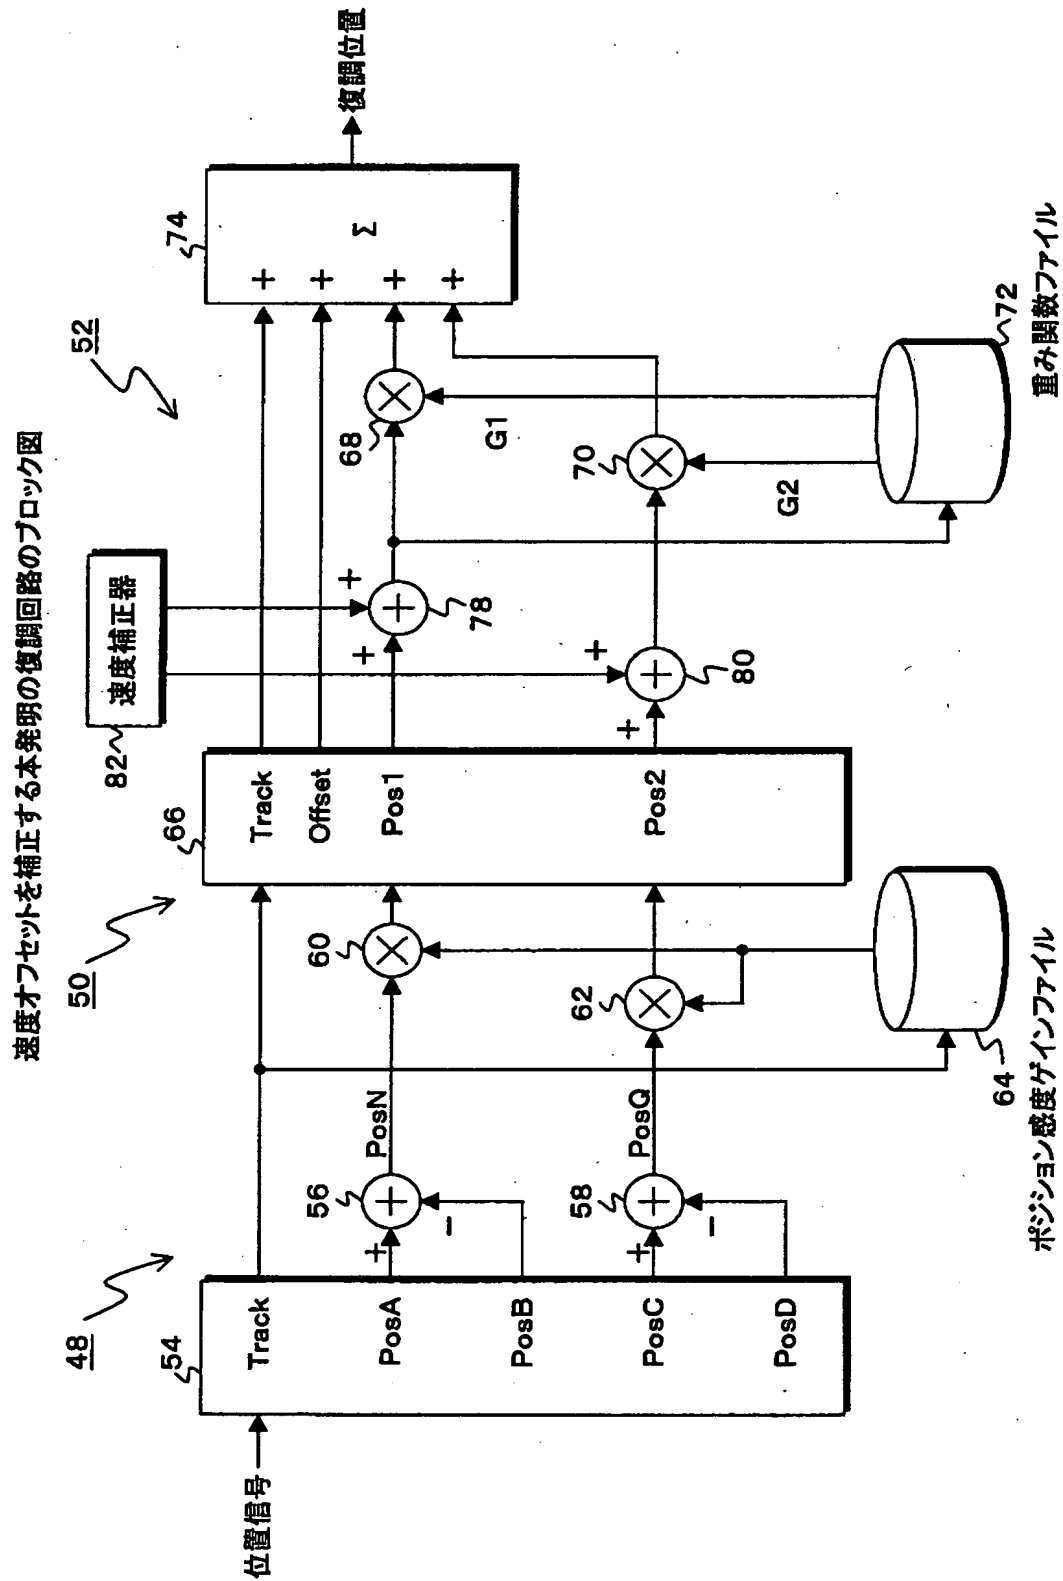 速度オフセットを補正する本発明の復調回路のブロック図
48
50
52
位置信号
54
Track
PosA
PosB
PosC
PosD
+
-
56
+
PosN
+
-
58
+
PosQ
60
×
62
×
64
ポジション感度ゲインファイル
66
Track
Offset
Pos1
Pos2
82
速度補正器
+
+
78
+
+
+
80
+
68
×
G1
70
×
G2
72
重み関数ファイル
74
+
+
+
+
Σ
復調位置